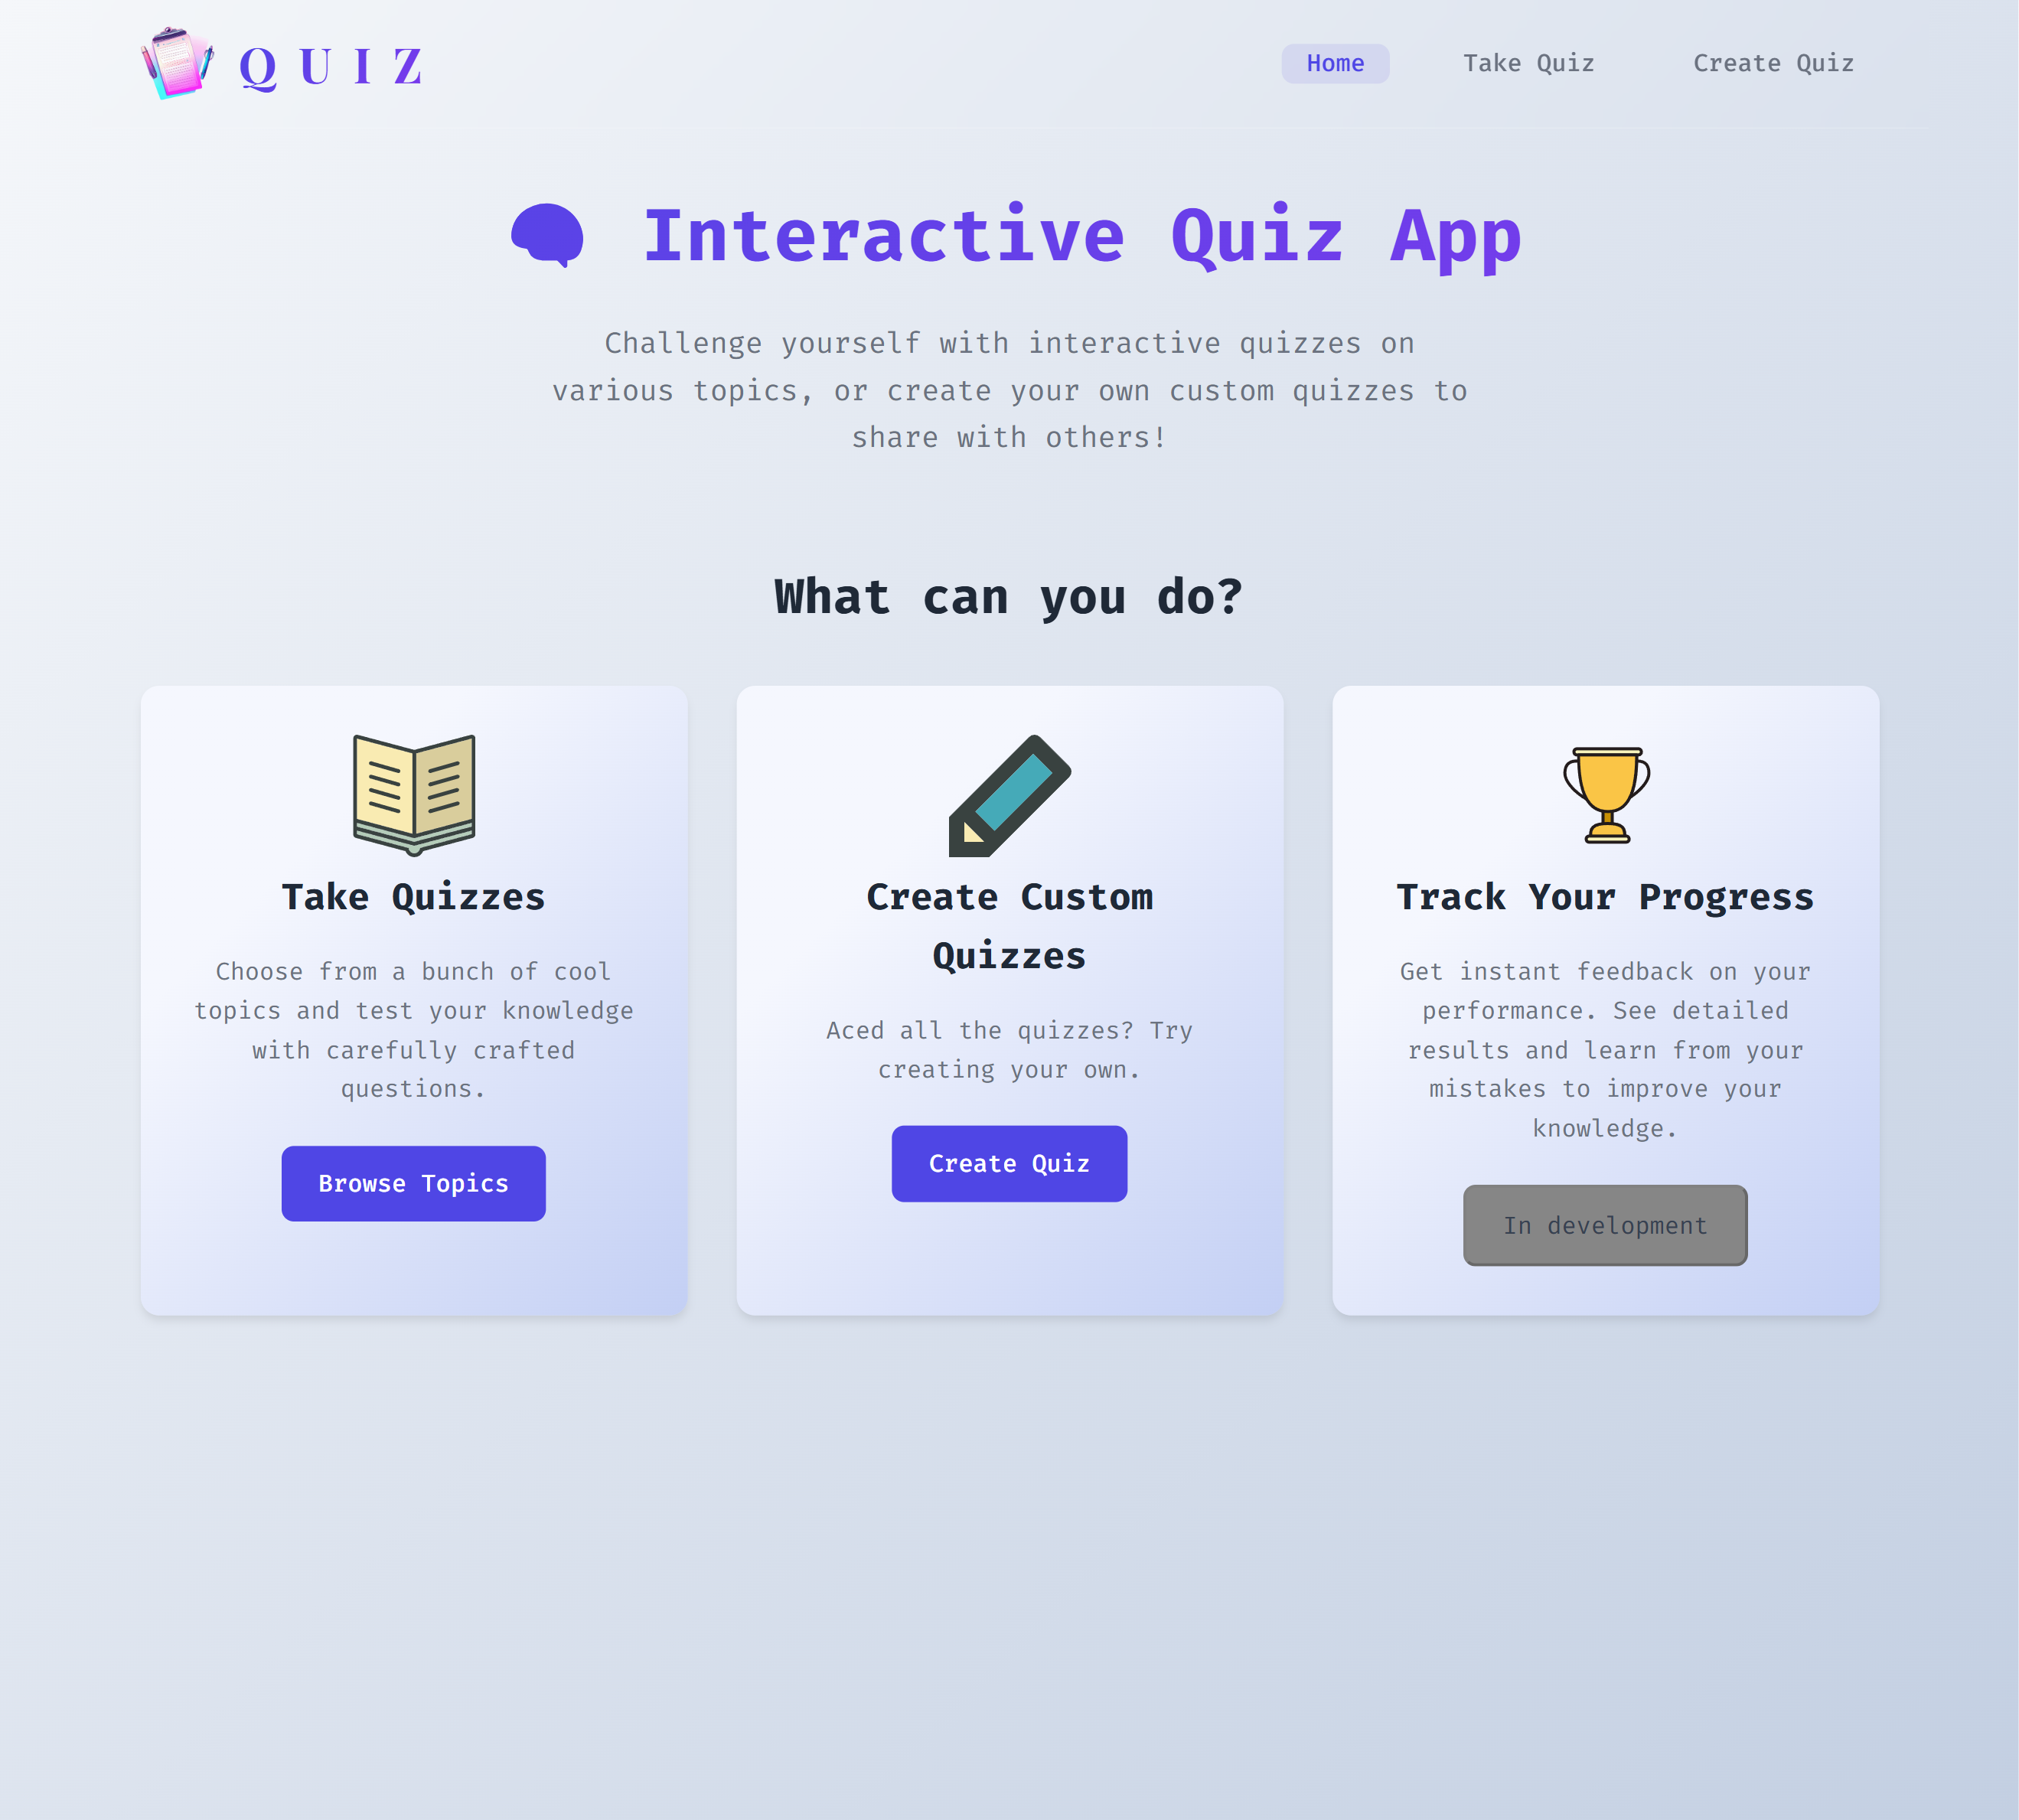 QUIZ
Home
Take Quiz
Create Quiz
Interactive Quiz App
Challenge yourself with interactive quizzes on
various topics, or create your own custom quizzes to
share with others!
What can you do?
Take Quizzes
Choose from a bunch of cool
topics and test your knowledge
with carefully crafted
questions.
Browse Topics
Create Custom
Quizzes
Aced all the quizzes? Try
creating your own.
Create Quiz
Track Your Progress
Get instant feedback on your
performance. See detailed
results and learn from your
mistakes to improve your
knowledge.
In development